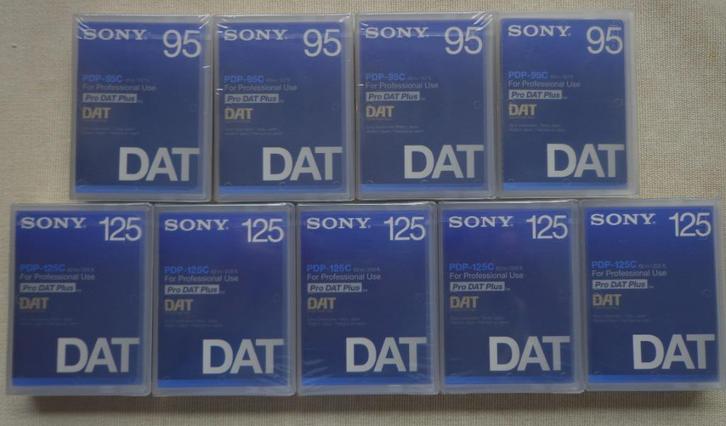 SONY 95
PDP-95C
For Professional Use
Pro DAT Plus
DAT
DAT
SONY 95
PDP-95C
For Professional Use
Pro DAT Plus
DAT
DAT
SONY 95
PDP-95C
For Professional Use
Pro DAT Plus
DAT
DAT
SONY 95
PDP-95C
For Professional Use
Pro DAT Plus
DAT
DAT
SONY 125
PDP-125C
For Professional Use
Pro DAT Plus
DAT
DAT
SONY 125
PDP-125C
For Professional Use
Pro DAT Plus
DAT
DAT
SONY 125
PDP-125C
For Professional Use
Pro DAT Plus
DAT
DAT
SONY 125
PDP-125C
For Professional Use
Pro DAT Plus
DAT
DAT
SONY 125
PDP-125C
For Professional Use
Pro DAT Plus
DAT
DAT